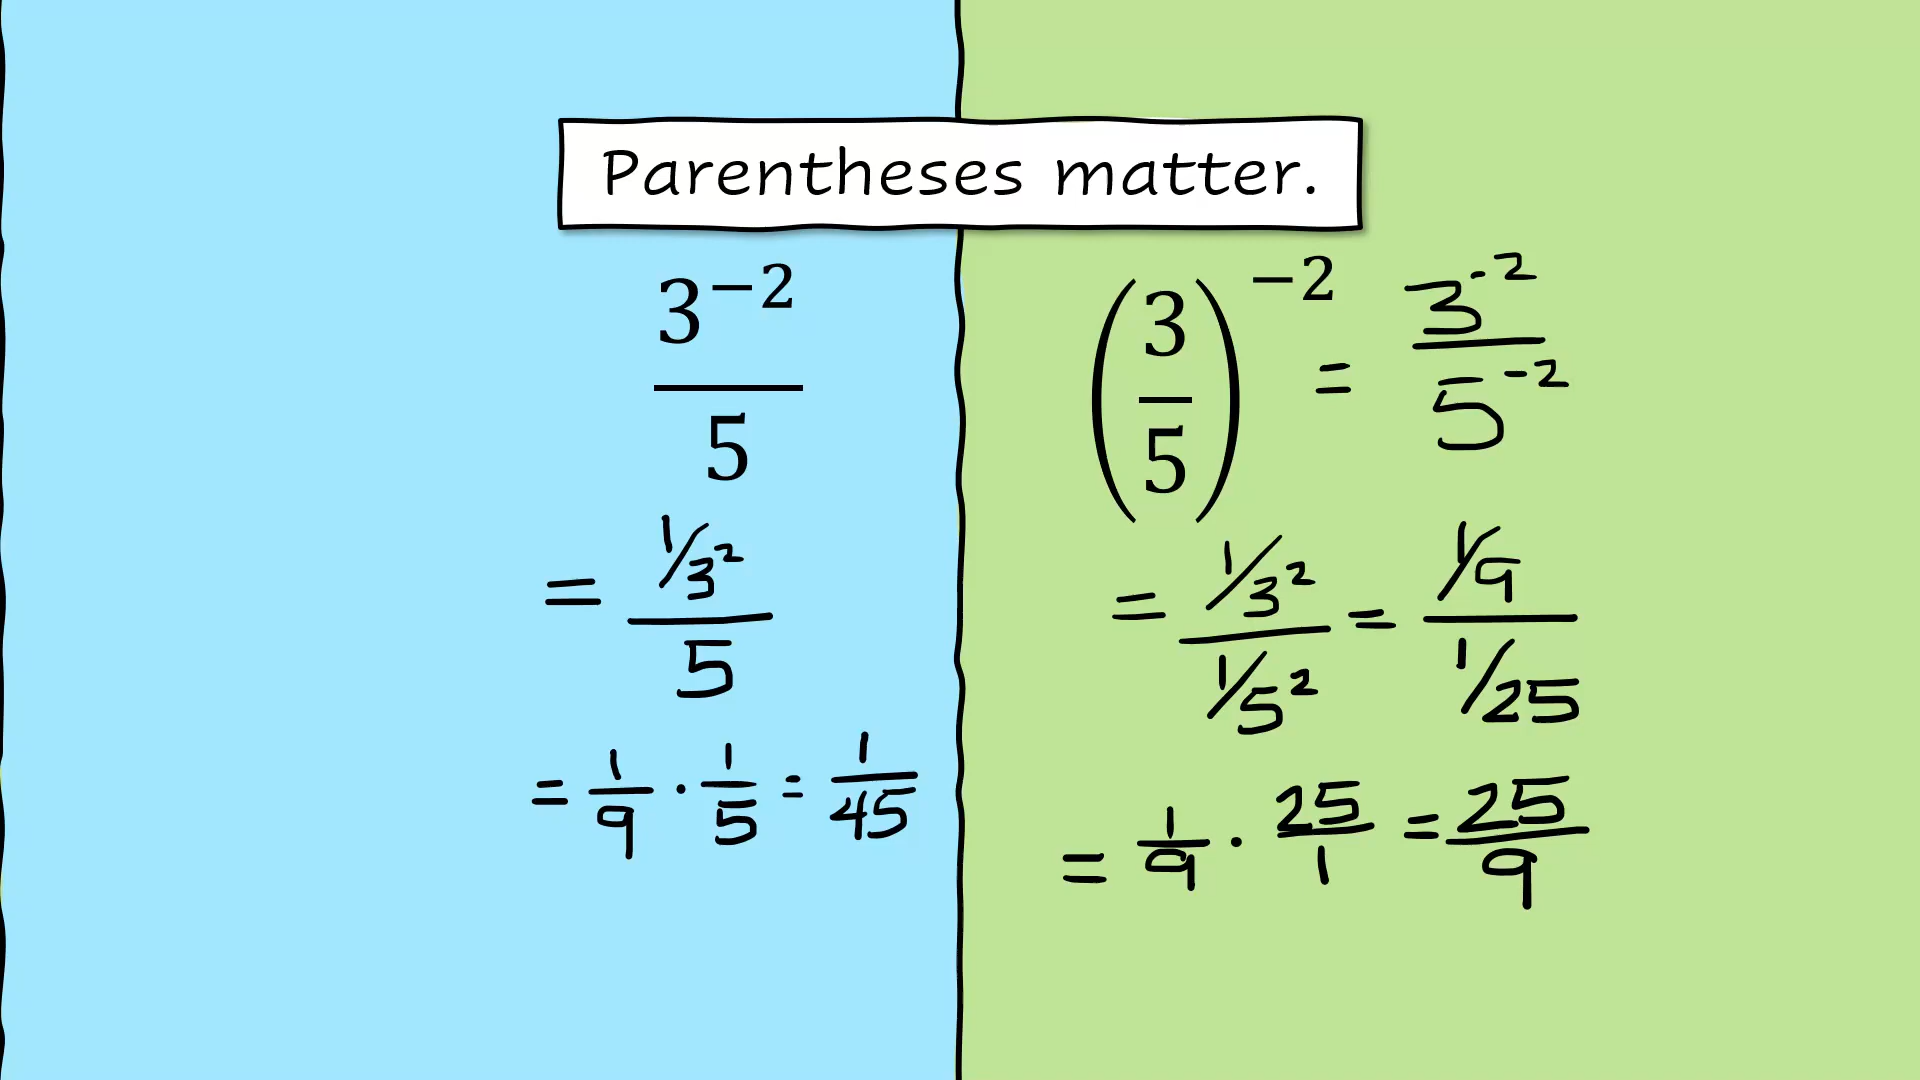 Parentheses matter.
3⁻²/5
= (1/3²)/5
= 1/9 · 1/5 = 1/45
(3/5)⁻² = 3⁻²/5⁻²
= (1/3²)/(1/5²) = (1/9)/(1/25)
= 1/9 · 25/1 = 25/9